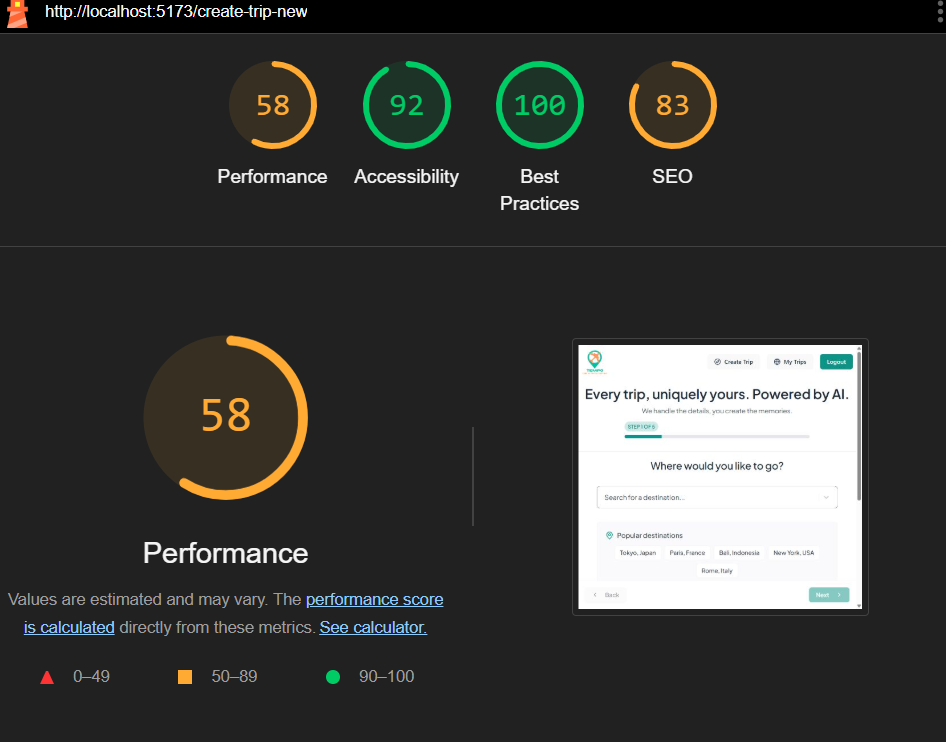 http://localhost:5173/create-trip-new
58
92
100
83
Performance
Accessibility
Best
Practices
SEO
58
Performance
Values are estimated and may vary. The performance score
is calculated directly from these metrics. See calculator.
0–49
50–89
90–100
Create Trip
My Trips
Logout
Every trip, uniquely yours. Powered by AI.
We handle the details, you create the memories.
STEP 1 OF 6
Where would you like to go?
Search for a destination...
Popular destinations
Tokyo, Japan
Paris, France
Bali, Indonesia
New York, USA
Rome, Italy
Back
Next